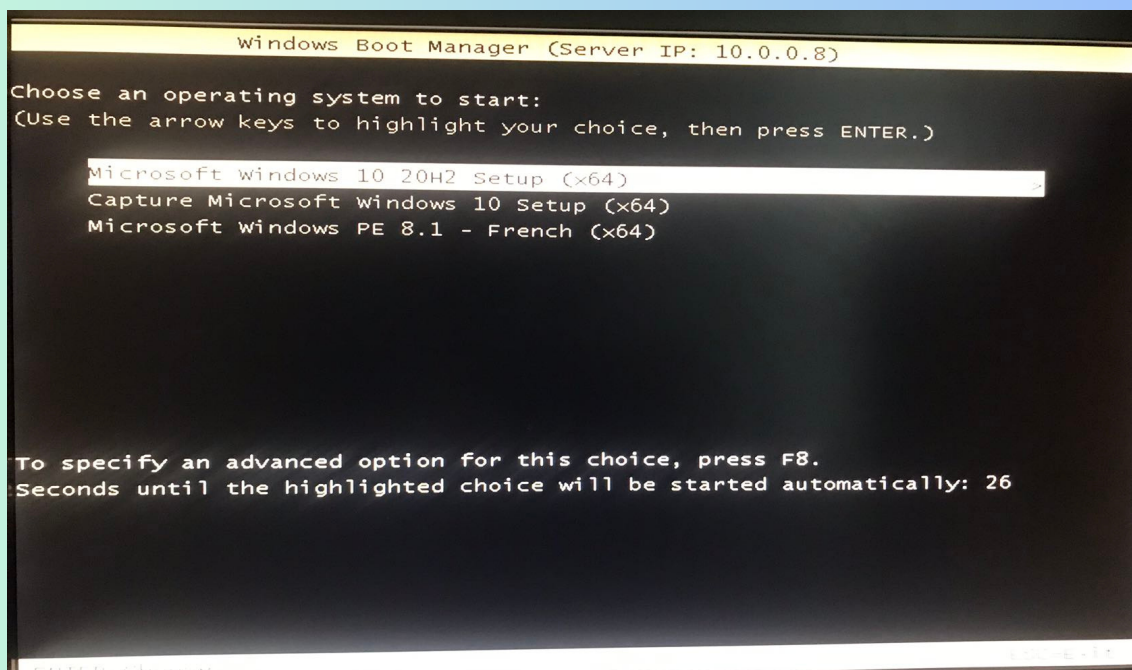 Windows Boot Manager (Server IP: 10.0.0.8)
Choose an operating system to start:
(Use the arrow keys to highlight your choice, then press ENTER.)
Microsoft Windows 10 20H2 Setup (x64) >
Capture Microsoft Windows 10 Setup (x64)
Microsoft Windows PE 8.1 - French (x64)
To specify an advanced option for this choice, press F8.
Seconds until the highlighted choice will be started automatically: 26